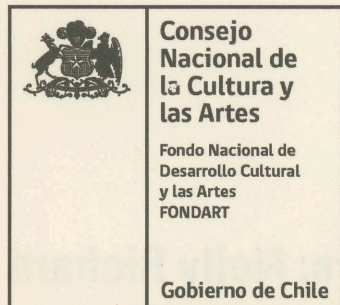 Consejo
Nacional de
la Cultura y
las Artes
Fondo Nacional de
Desarrollo Cultural
y las Artes
FONDART
Gobierno de Chile